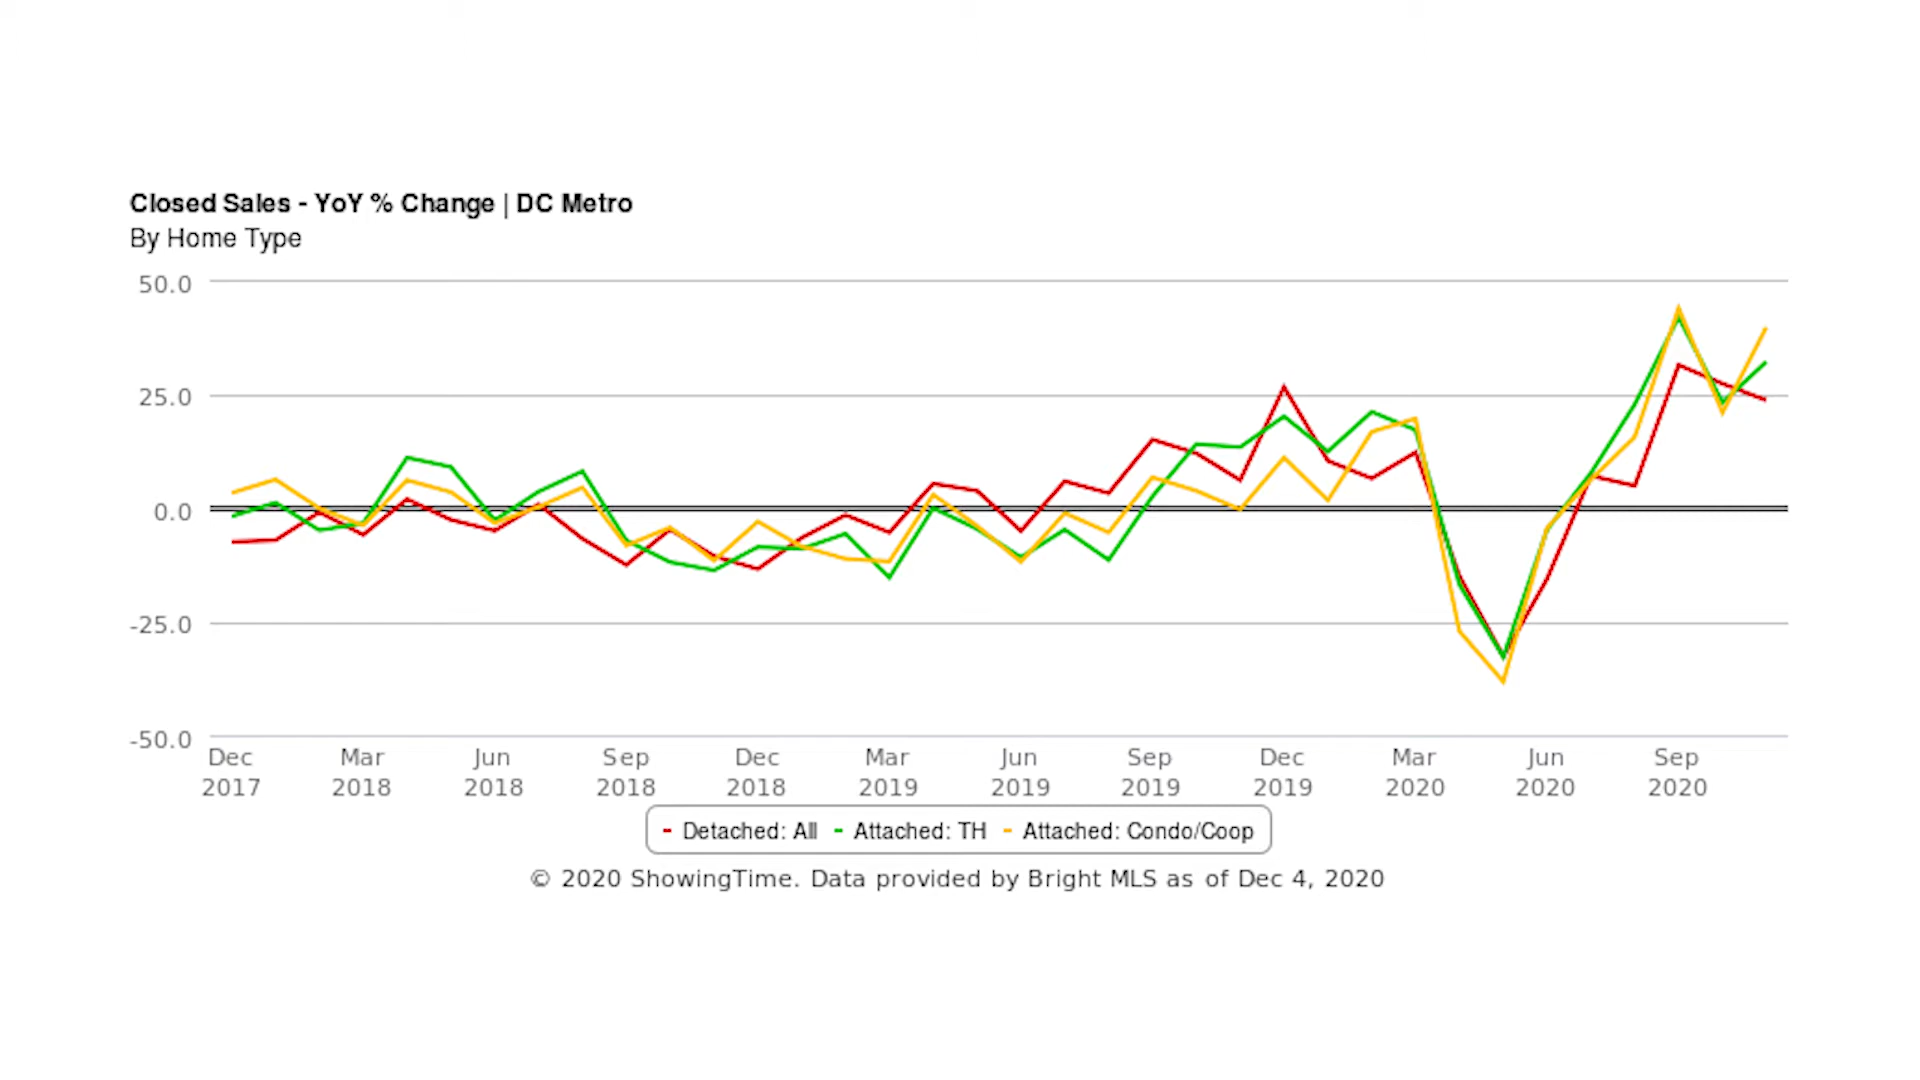 Closed Sales - YoY % Change | DC Metro
By Home Type
50.0
25.0
0.0
-25.0
-50.0
Dec Mar Jun Sep Dec Mar Jun Sep Dec Mar Jun Sep
2017 2018 2018 2018 2018 2019 2019 2019 2019 2020 2020 2020
Detached: All Attached: TH Attached: Condo/Coop
© 2020 ShowingTime. Data provided by Bright MLS as of Dec 4, 2020